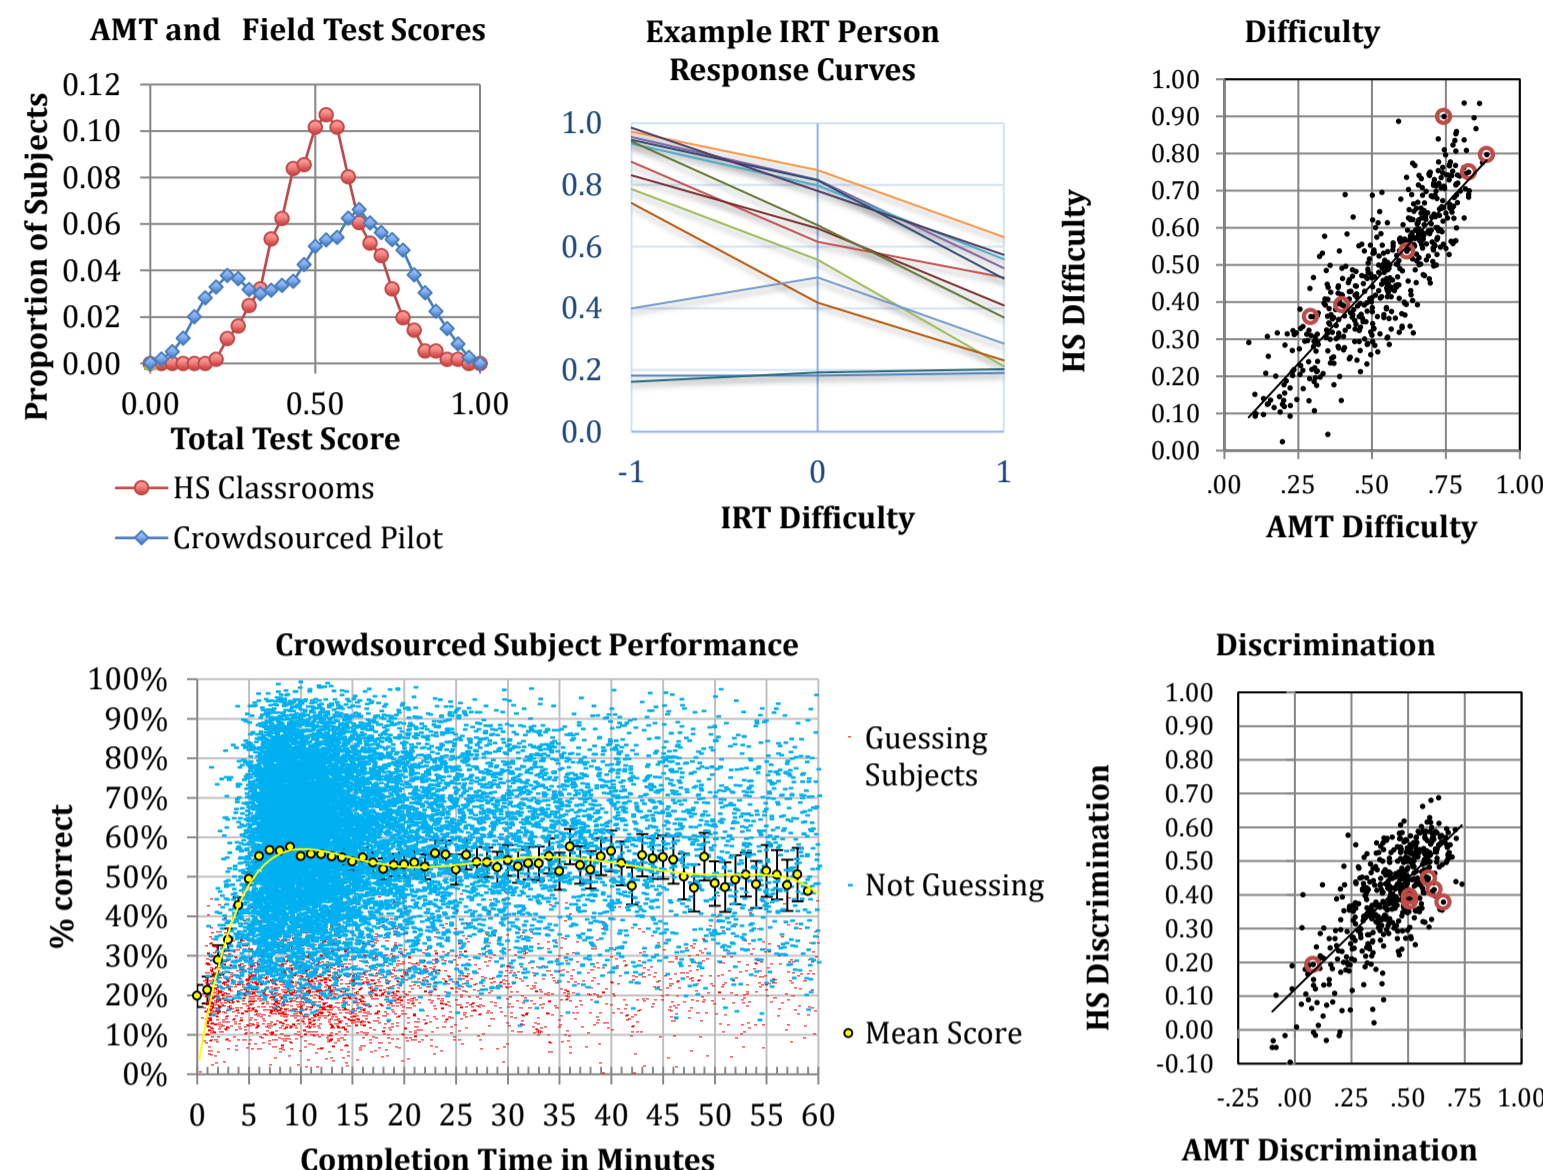 AMT and Field Test Scores
Proportion of Subjects
0.12
0.10
0.08
0.06
0.04
0.02
0.00
0.00 0.50 1.00
Total Test Score
HS Classrooms
Crowdsourced Pilot
Example IRT Person
Response Curves
1.0
0.8
0.6
0.4
0.2
0.0
-1 0 1
IRT Difficulty
Difficulty
HS DIfficulty
1.00
0.90
0.80
0.70
0.60
0.50
0.40
0.30
0.20
0.10
0.00
.00 .25 .50 .75 1.00
AMT Difficulty
Crowdsourced Subject Performance
% correct
100%
90%
80%
70%
60%
50%
40%
30%
20%
10%
0%
0 5 10 15 20 25 30 35 40 45 50 55 60
Completion Time in Minutes
Guessing
Subjects
Not Guessing
Mean Score
Discrimination
HS Discrimination
1.00
0.90
0.80
0.70
0.60
0.50
0.40
0.30
0.20
0.10
0.00
-0.10
-.25 .00 .25 .50 .75 1.00
AMT Discrimination